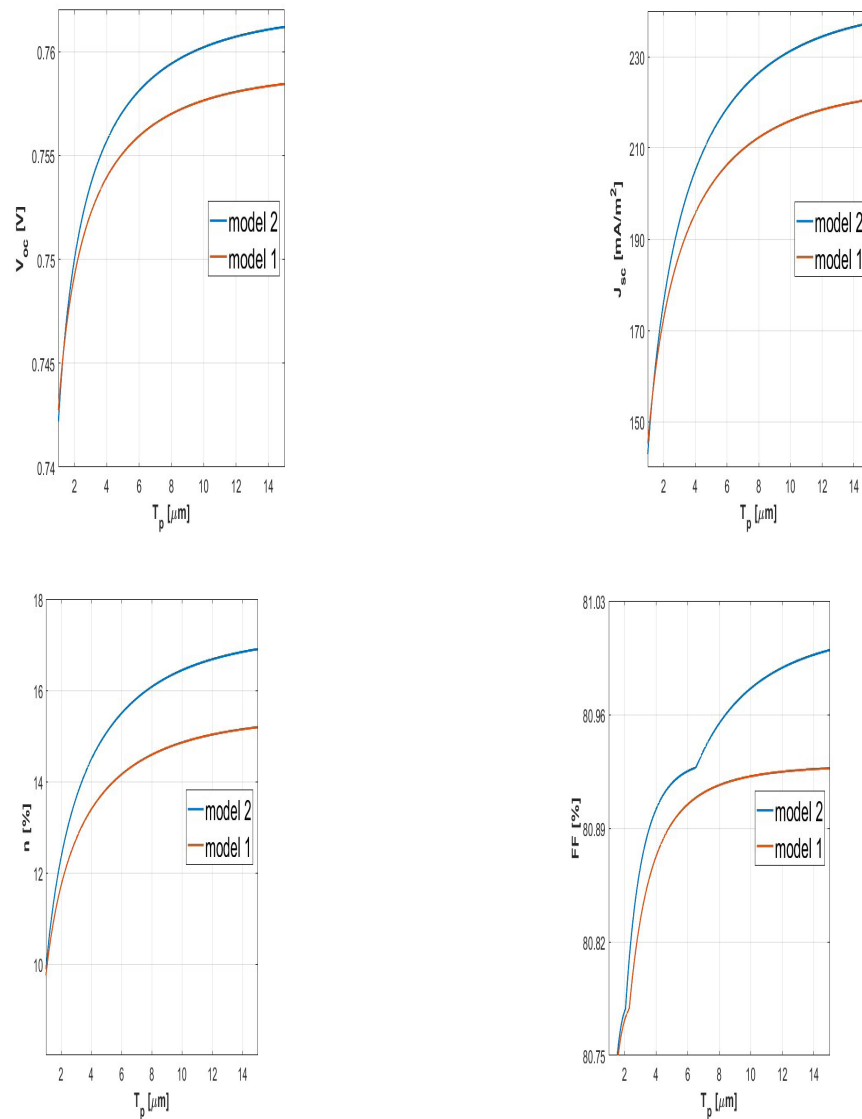 0.76
0.755
0.75
0.745
0.74
V_oc [V]
model 2
model 1
2 4 6 8 10 12 14
T_p [μm]
230
210
190
170
150
J_sc [mA/m²]
model 2
model 1
2 4 6 8 10 12 14
T_p [μm]
18
16
14
12
10
n [%]
model 2
model 1
2 4 6 8 10 12 14
T_p [μm]
81.03
80.96
80.89
80.82
80.75
FF [%]
model 2
model 1
2 4 6 8 10 12 14
T_p [μm]